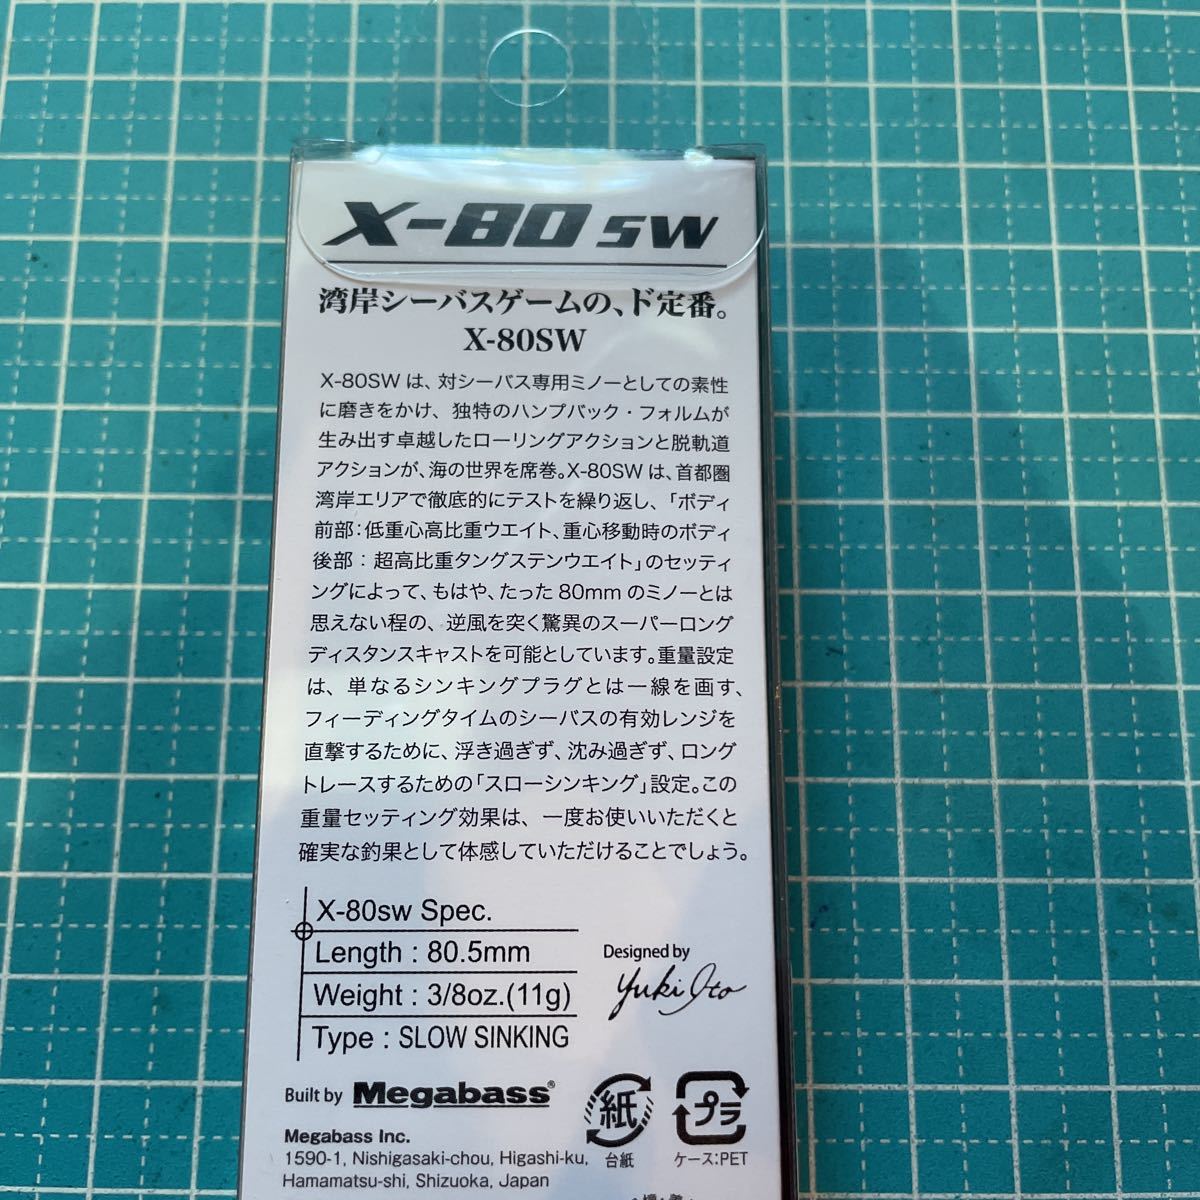 X-80 SW
湾岸シーバスゲームの、ド定番。
X-80SW
X-80SW は、対シーバス専用ミノーとしての素性
に磨きをかけ、独特のハンプバック・フォルムが
生み出す卓越したローリングアクションと脱軌道
アクションが、海の世界を席巻。X-80SW は、首都圏
湾岸エリアで徹底的にテストを繰り返し、「ボディ
前部：低重心高比重ウエイト、重心移動時のボディ
後部：超高比重タングステンウエイト」のセッティ
ングによって、もはや、たった 80mm のミノーとは
思えない程の、逆風を突く驚異のスーパーロング
ディスタンスキャストを可能としています。重量設定
は、単なるシンキングプラグとは一線を画す、
フィーディングタイムのシーバスの有効レンジを
直撃するために、浮き過ぎず、沈み過ぎず、ロング
トレースするための「スローシンキング」設定。この
重量セッティング効果は、一度お使いいただくと
確実な釣果として体感していただけることでしょう。
X-80sw Spec.
Length : 80.5mm
Weight : 3/8oz.(11g)
Type : SLOW SINKING
Designed by
Yuki Ito
Built by Megabass®
Megabass Inc.
1590-1, Nishigasaki-chou, Higashi-ku,
Hamamatsu-shi, Shizuoka, Japan
紙
台紙
プラ
ケース:PET